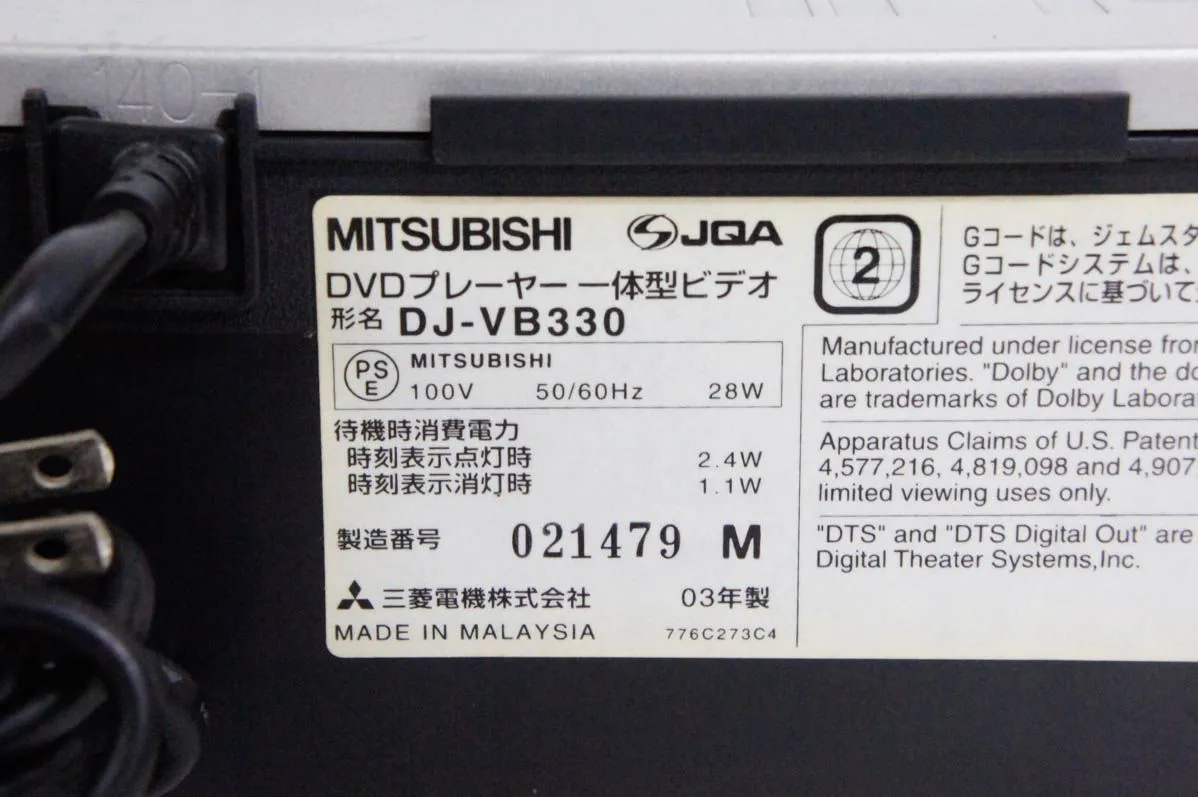 140-1
MITSUBISHI JQA
DVDプレーヤー一体型ビデオ
形名 DJ-VB330
PSE MITSUBISHI
100V 50/60Hz 28W
待機時消費電力
時刻表示点灯時 2.4W
時刻表示消灯時 1.1W
製造番号 021479 M
三菱電機株式会社 03年製
MADE IN MALAYSIA 776C273C4
2
Gコードは、ジェムスタ
Gコードシステムは、
ライセンスに基づいて
Manufactured under license from
Laboratories. "Dolby" and the do
are trademarks of Dolby Labora
Apparatus Claims of U.S. Patent
4,577,216, 4,819,098 and 4,907
limited viewing uses only.
"DTS" and "DTS Digital Out" are
Digital Theater Systems,Inc.